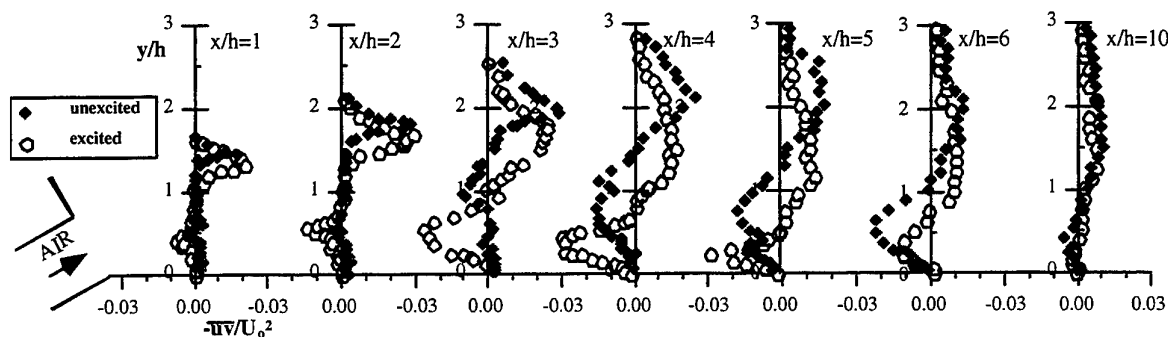 3 3 3 3 3 3 3
y/h x/h=1 x/h=2 x/h=3 x/h=4 x/h=5 x/h=6 x/h=10
unexcited
excited
2 2 2 2 2 2 2
1 1 1 1 1 1 1
AIR
0 0 0 0 0 0 0
-0.03 0.00 -0.03 0.00 -0.03 0.00 -0.03 0.00 -0.03 0.00 -0.03 0.00 0.03 0.00 0.03
-uv/U₀²